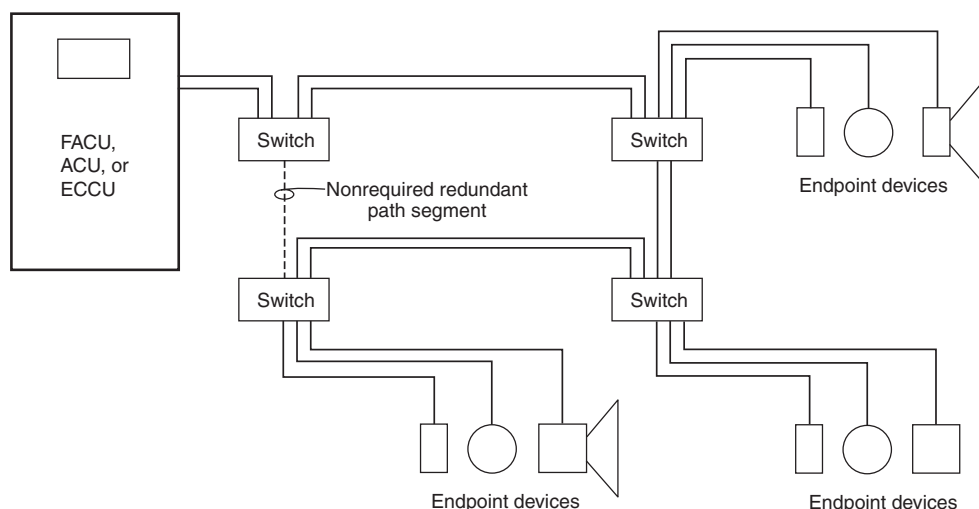 FACU,
ACU, or
ECCU
Switch
Switch
Endpoint devices
Nonrequired redundant
path segment
Switch
Switch
Endpoint devices
Endpoint devices